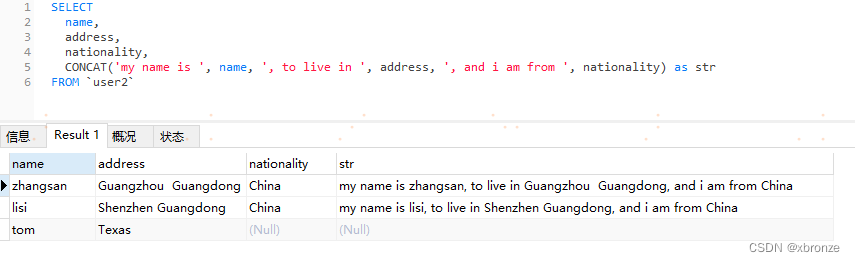 1 SELECT
2 name,
3 address,
4 nationality,
5 CONCAT('my name is ', name, ', to live in ', address, ', and i am from ', nationality) as str
6 FROM `user2`
信息 Result 1 概况 状态
name address nationality str
zhangsan Guangzhou  Guangdong China my name is zhangsan, to live in Guangzhou  Guangdong, and i am from China
lisi Shenzhen Guangdong China my name is lisi, to live in Shenzhen Guangdong, and i am from China
tom Texas (Null) (Null)
CSDN @xbronze